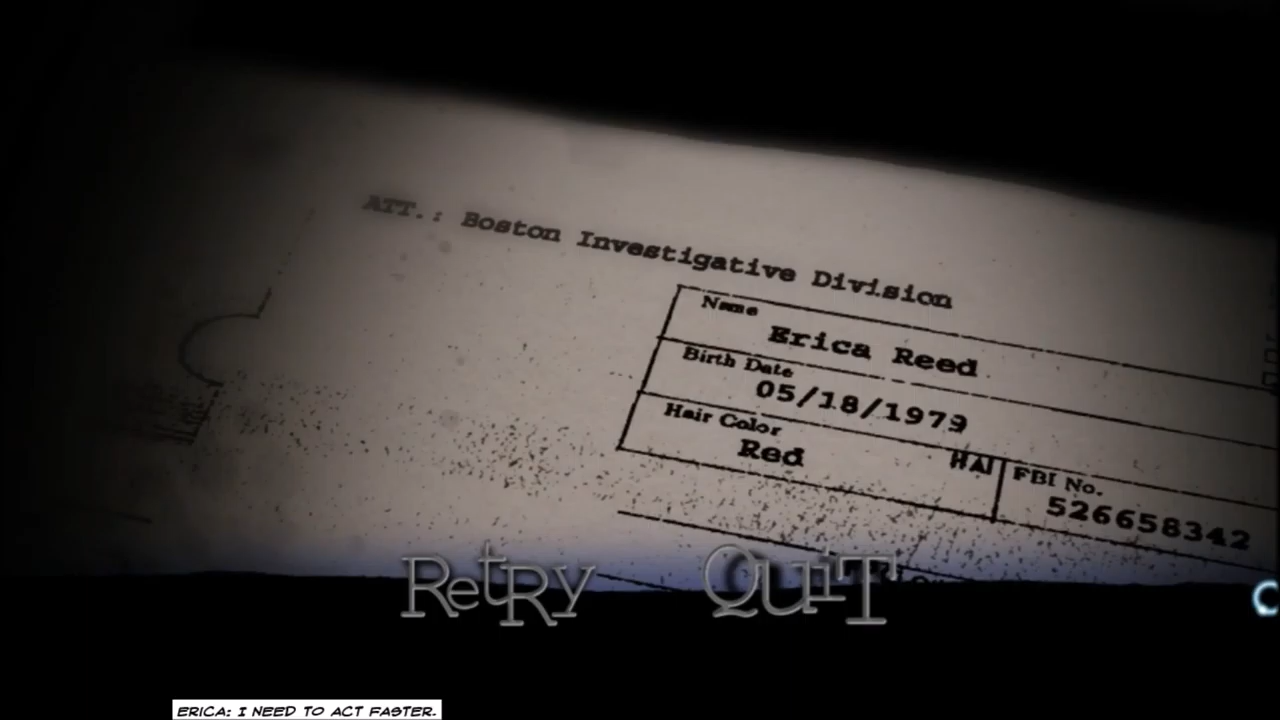 ATT.: Boston Investigative Division
Name
Erica Reed
Birth Date
05/18/1979
Hair Color
Red
HAI
FBI No.
526658342
RetRy QuiT
ERICA: I NEED TO ACT FASTER.